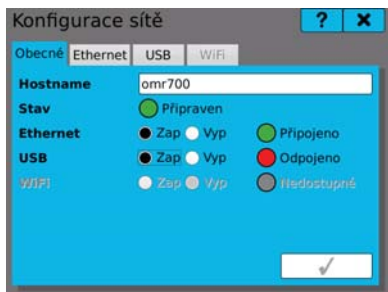 Konfigurace sítě ? ×
Obecné Ethernet USB WiFi
Hostname omr700
Stav Připraven
Ethernet Zap Vyp Připojeno
USB Zap Vyp Odpojeno
WiFi Zap Vyp Nedostupné